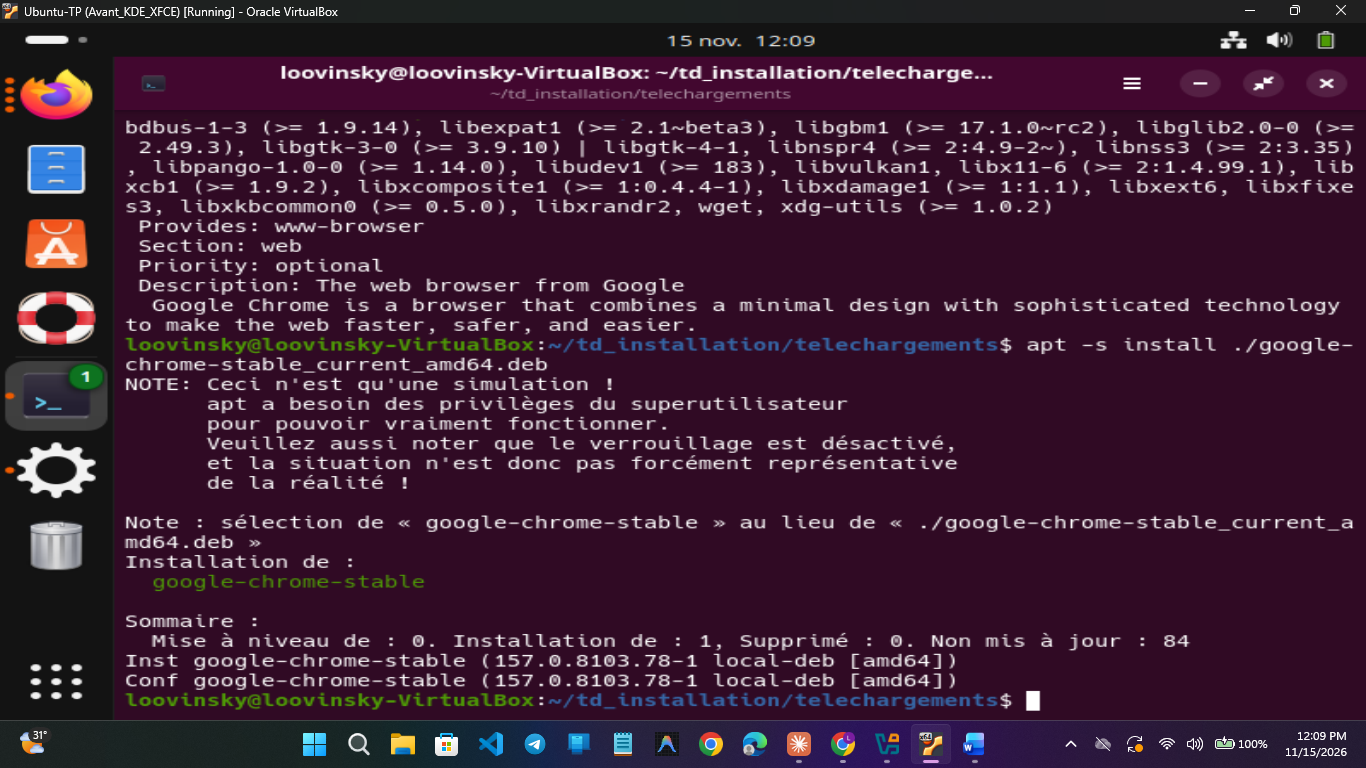 Ubuntu-TP (Avant_KDE_XFCE) [Running] - Oracle VirtualBox
15 nov. 12:09
loovinsky@loovinsky-VirtualBox: ~/td_installation/telecharge...
~/td_installation/telechargements
bdbus-1-3 (>= 1.9.14), libexpat1 (>= 2.1~beta3), libgbm1 (>= 17.1.0~rc2), libglib2.0-0 (>=
2.49.3), libgtk-3-0 (>= 3.9.10) | libgtk-4-1, libnspr4 (>= 2:4.9-2~), libnss3 (>= 2:3.35)
, libpango-1.0-0 (>= 1.14.0), libudev1 (>= 183), libvulkan1, libx11-6 (>= 2:1.4.99.1), lib
xcb1 (>= 1.9.2), libxcomposite1 (>= 1:0.4.4-1), libxdamage1 (>= 1:1.1), libxext6, libxfixe
s3, libxkbcommon0 (>= 0.5.0), libxrandr2, wget, xdg-utils (>= 1.0.2)
Provides: www-browser
Section: web
Priority: optional
Description: The web browser from Google
Google Chrome is a browser that combines a minimal design with sophisticated technology
to make the web faster, safer, and easier.
loovinsky@loovinsky-VirtualBox:~/td_installation/telechargements$ apt -s install ./google-
chrome-stable_current_amd64.deb
NOTE: Ceci n'est qu'une simulation !
apt a besoin des privilèges du superutilisateur
pour pouvoir vraiment fonctionner.
Veuillez aussi noter que le verrouillage est désactivé,
et la situation n'est donc pas forcément représentative
de la réalité !
Note : sélection de « google-chrome-stable » au lieu de « ./google-chrome-stable_current_a
md64.deb »
Installation de :
google-chrome-stable
Sommaire :
Mise à niveau de : 0. Installation de : 1, Supprimé : 0. Non mis à jour : 84
Inst google-chrome-stable (157.0.8103.78-1 local-deb [amd64])
Conf google-chrome-stable (157.0.8103.78-1 local-deb [amd64])
loovinsky@loovinsky-VirtualBox:~/td_installation/telechargements$
1
31°
100%
12:09 PM
11/15/2026